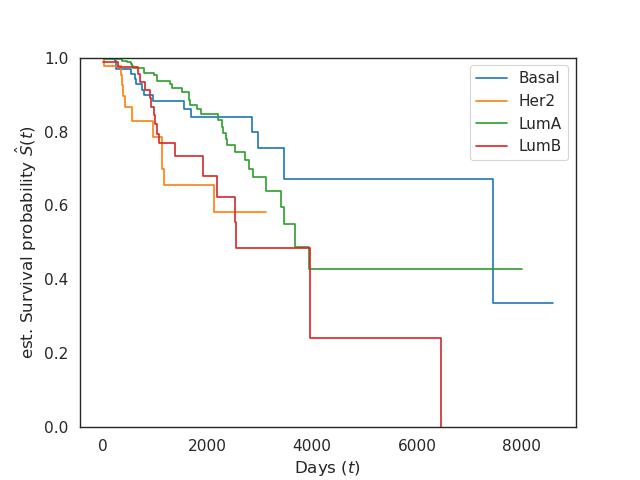 1.0
0.8
0.6
0.4
0.2
0.0
est. Survival probability Ŝ(t)
Basal
Her2
LumA
LumB
0 2000 4000 6000 8000
Days (t)